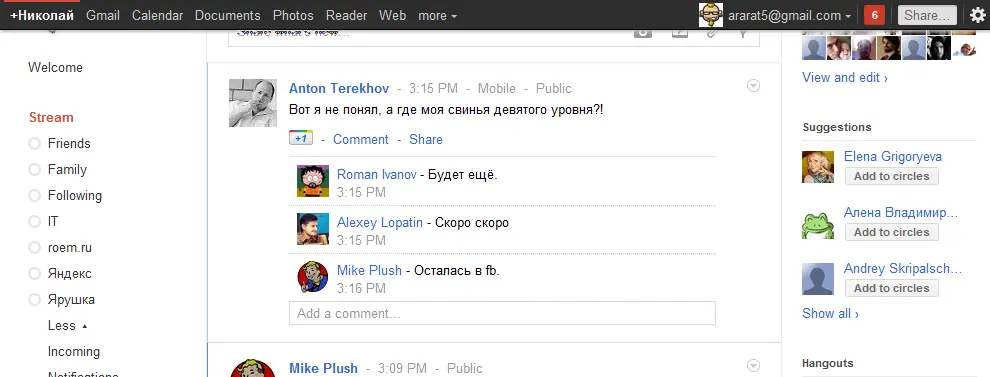 +Николай Gmail Calendar Documents Photos Reader Web more ararat5@gmail.com 6 Share...
Share what's new...
Welcome
Stream
Friends
Family
Following
IT
roem.ru
Яндекс
Ярушка
Less
Incoming
Notifications
Anton Terekhov - 3:15 PM - Mobile - Public
Вот я не понял, а где моя свинья девятого уровня?!
+1 - Comment - Share
Roman Ivanov - Будет ещё.
3:15 PM
Alexey Lopatin - Скоро скоро
3:15 PM
Mike Plush - Осталась в fb.
3:16 PM
Add a comment...
Mike Plush - 3:09 PM - Public
View and edit ›
Suggestions
Elena Grigoryeva
Add to circles
Алена Владимир...
Add to circles
Andrey Skripalsch...
Add to circles
Show all ›
Hangouts